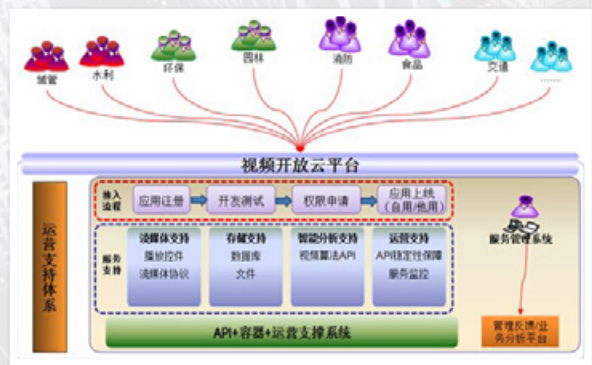 城管
水利
环保
园林
消防
食品
交通
……
视频开放云平台
运营支持体系
接入流程
应用注册
开发测试
权限申请
应用上线
（自用/他用）
服务支持
流媒体支持
播放控件
流媒体协议
存储支持
数据库
文件
智能分析支持
视频算法API
运营支持
API稳定性保障
服务监控
API+容器+运营支撑系统
服务管理系统
管理反馈/业
务分析平台